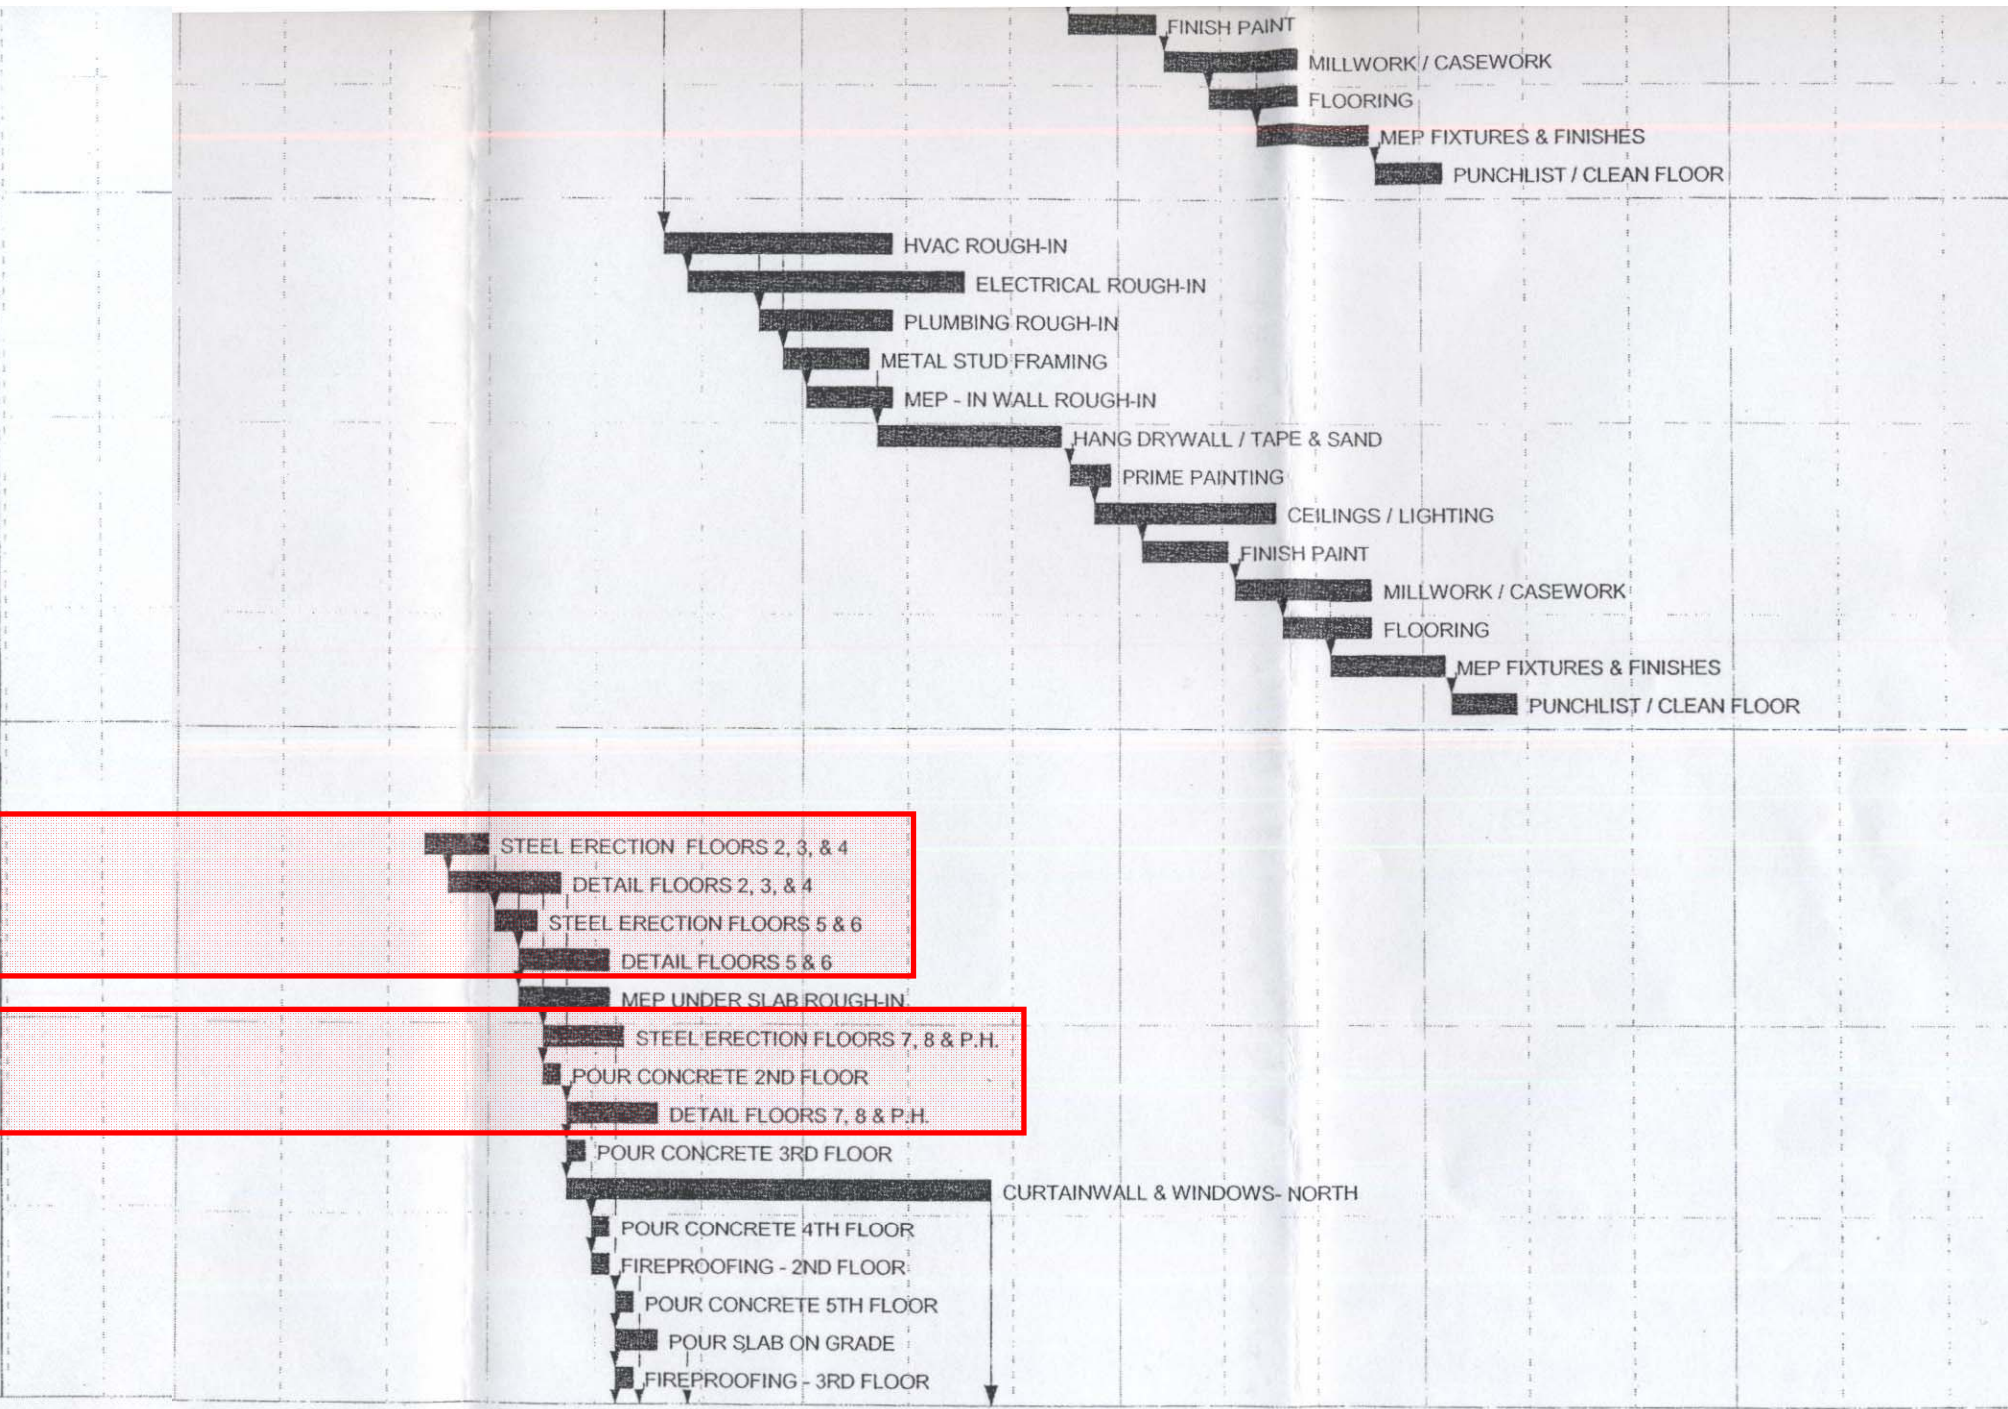 FINISH PAINT
MILLWORK / CASEWORK
FLOORING
MEP FIXTURES & FINISHES
PUNCHLIST / CLEAN FLOOR
HVAC ROUGH-IN
ELECTRICAL ROUGH-IN
PLUMBING ROUGH-IN
METAL STUD FRAMING
MEP - IN WALL ROUGH-IN
HANG DRYWALL / TAPE & SAND
PRIME PAINTING
CEILINGS / LIGHTING
FINISH PAINT
MILLWORK / CASEWORK
FLOORING
MEP FIXTURES & FINISHES
PUNCHLIST / CLEAN FLOOR
STEEL ERECTION FLOORS 2, 3, & 4
DETAIL FLOORS 2, 3, & 4
STEEL ERECTION FLOORS 5 & 6
DETAIL FLOORS 5 & 6
MEP UNDER SLAB ROUGH-IN
STEEL ERECTION FLOORS 7, 8 & P.H.
POUR CONCRETE 2ND FLOOR
DETAIL FLOORS 7, 8 & P.H.
POUR CONCRETE 3RD FLOOR
CURTAINWALL & WINDOWS- NORTH
POUR CONCRETE 4TH FLOOR
FIREPROOFING - 2ND FLOOR
POUR CONCRETE 5TH FLOOR
POUR SLAB ON GRADE
FIREPROOFING - 3RD FLOOR